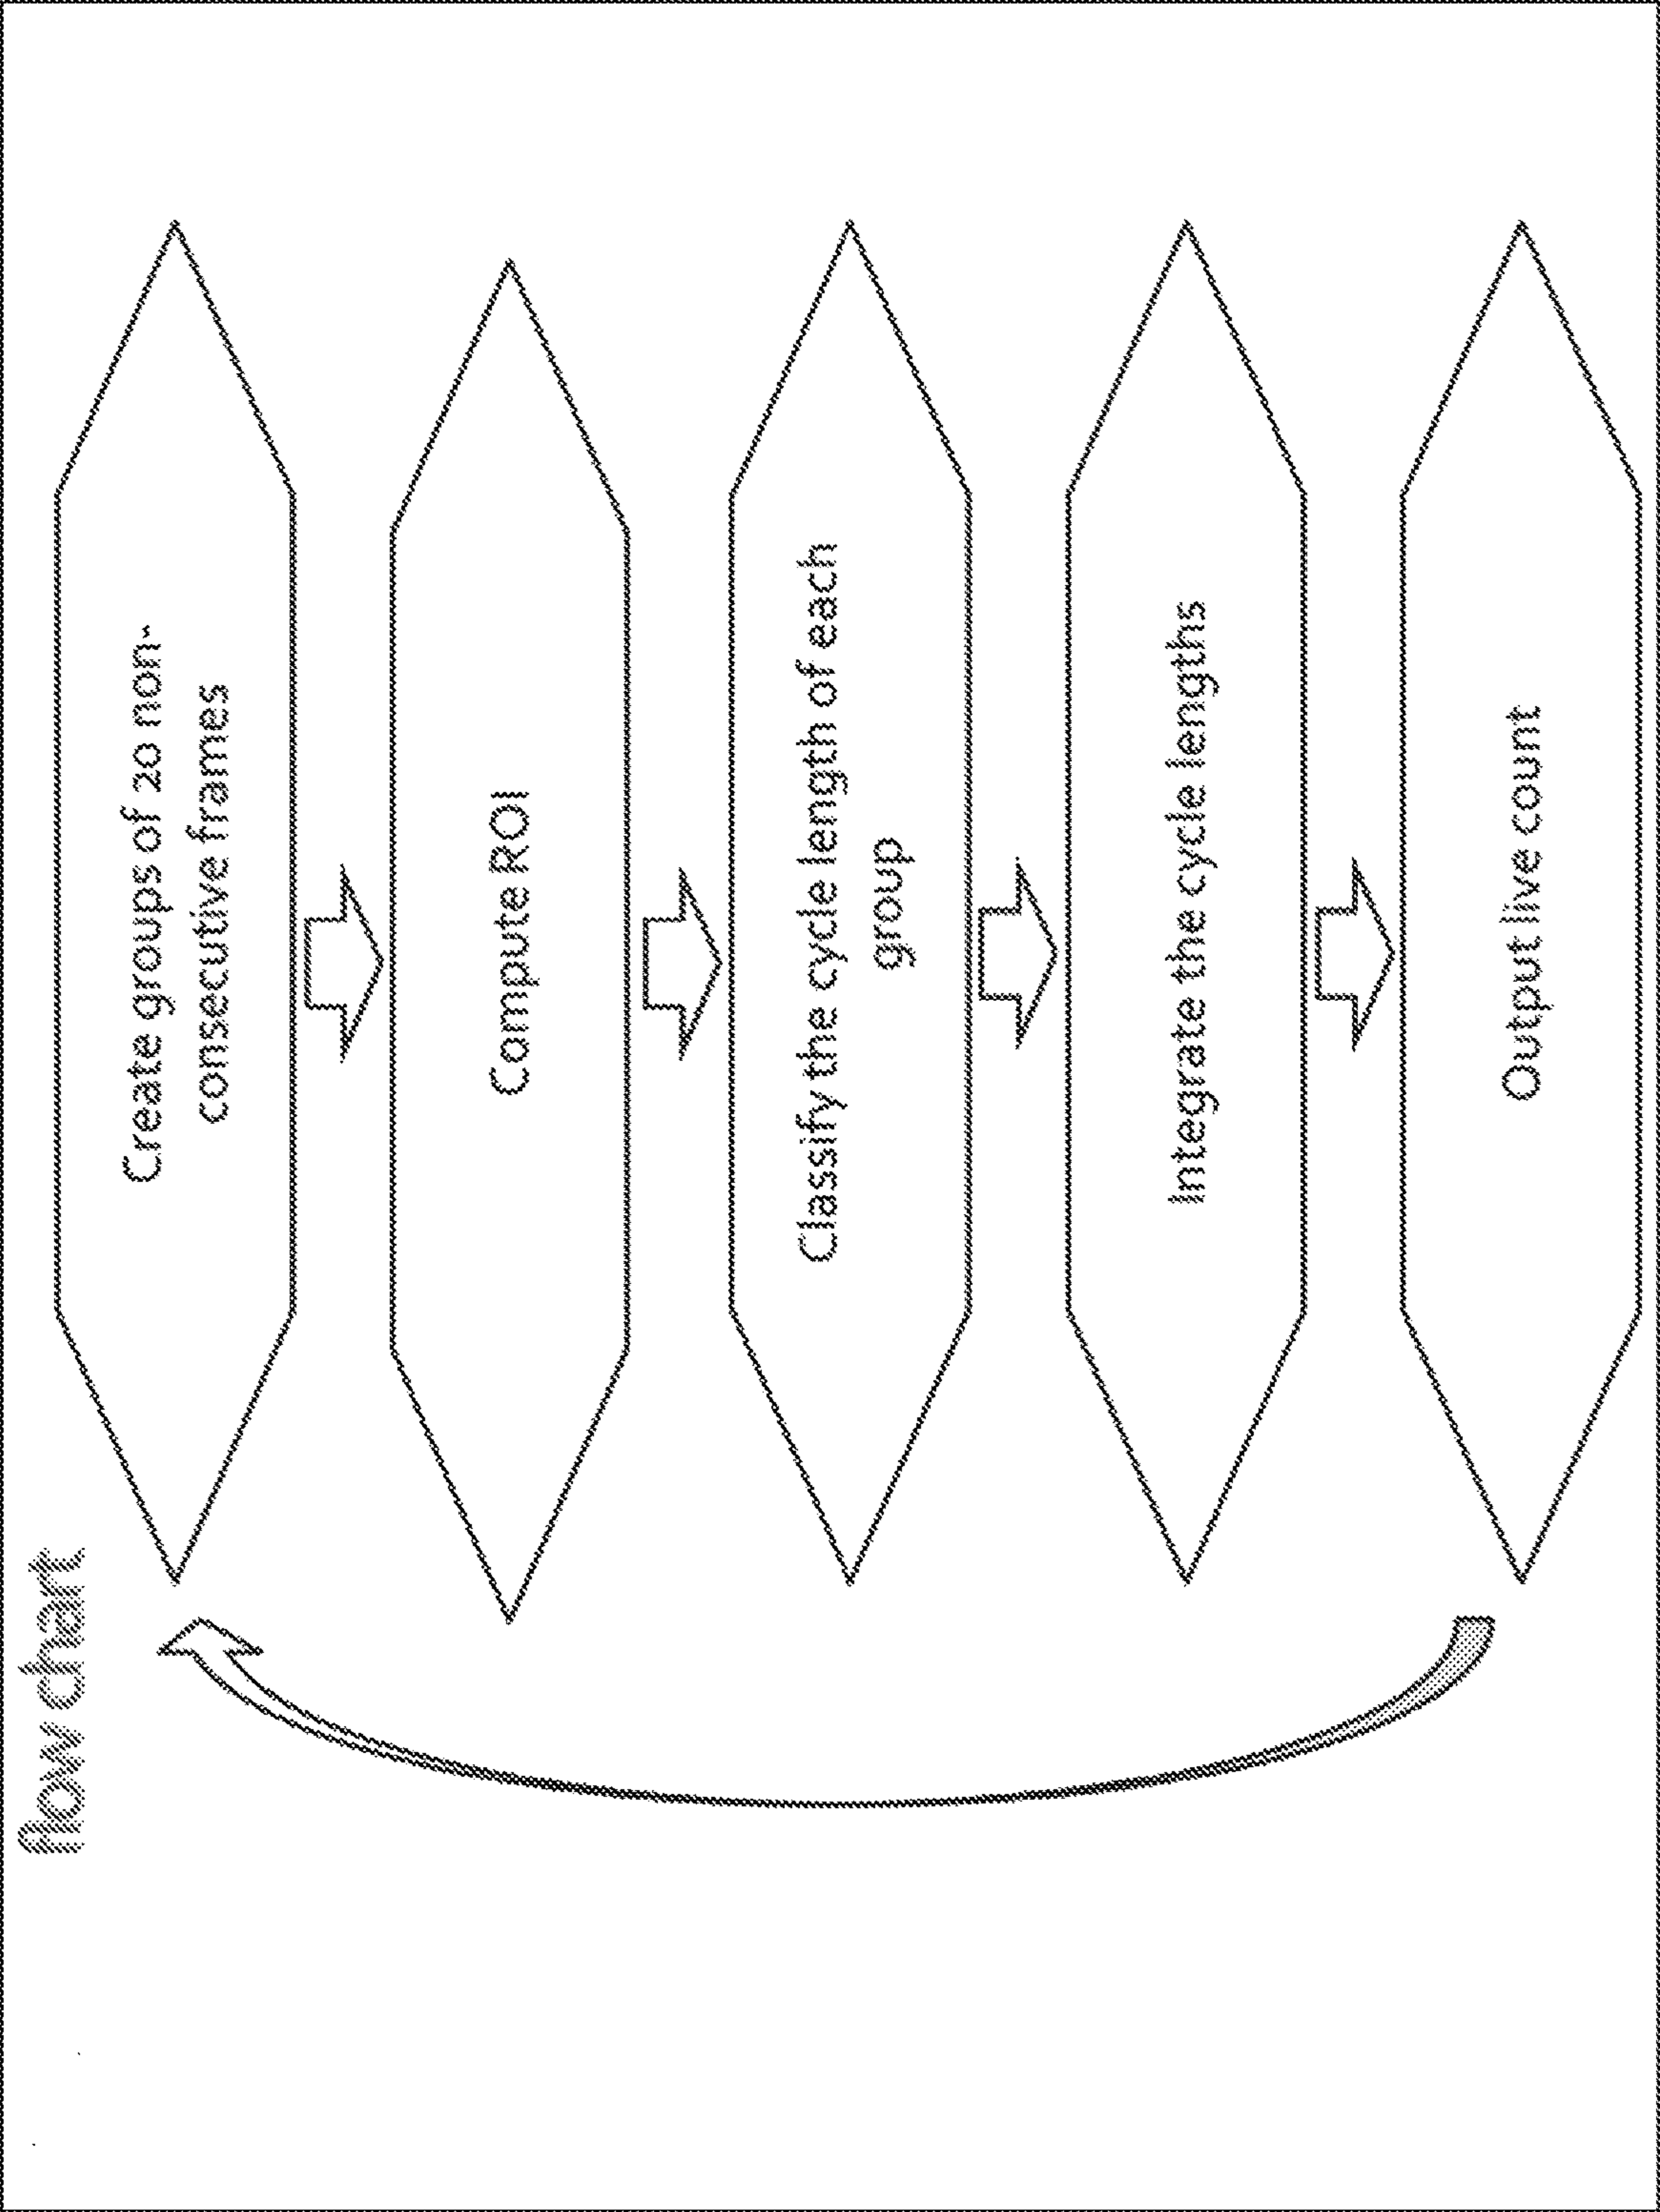 flow chart
Create groups of 20 non-
consecutive frames
Compute ROI
Classify the cycle length of each
group
Integrate the cycle lengths
Output live count